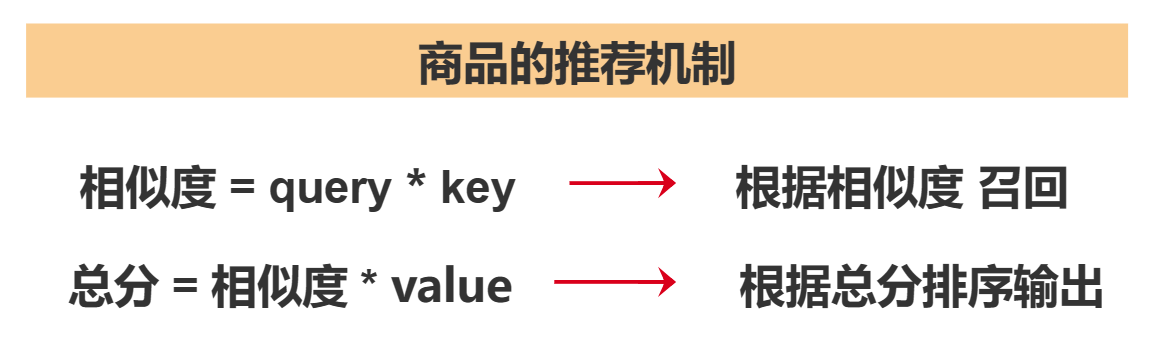 商品的推荐机制
相似度 = query * key → 根据相似度 召回
总分 = 相似度 * value → 根据总分排序输出